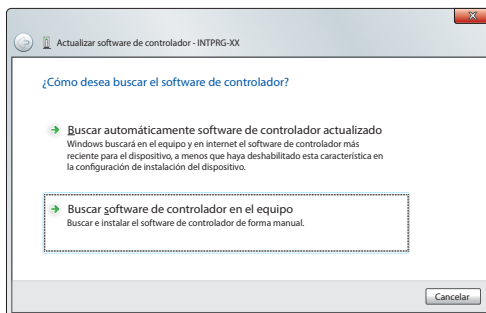 Actualizar software de controlador - INTPRG-XX
¿Cómo desea buscar el software de controlador?
Buscar automáticamente software de controlador actualizado
Windows buscará en el equipo y en internet el software de controlador más
reciente para el dispositivo, a menos que haya deshabilitado esta característica en
la configuración de instalación del dispositivo.
Buscar software de controlador en el equipo
Buscar e instalar el software de controlador de forma manual.
Cancelar